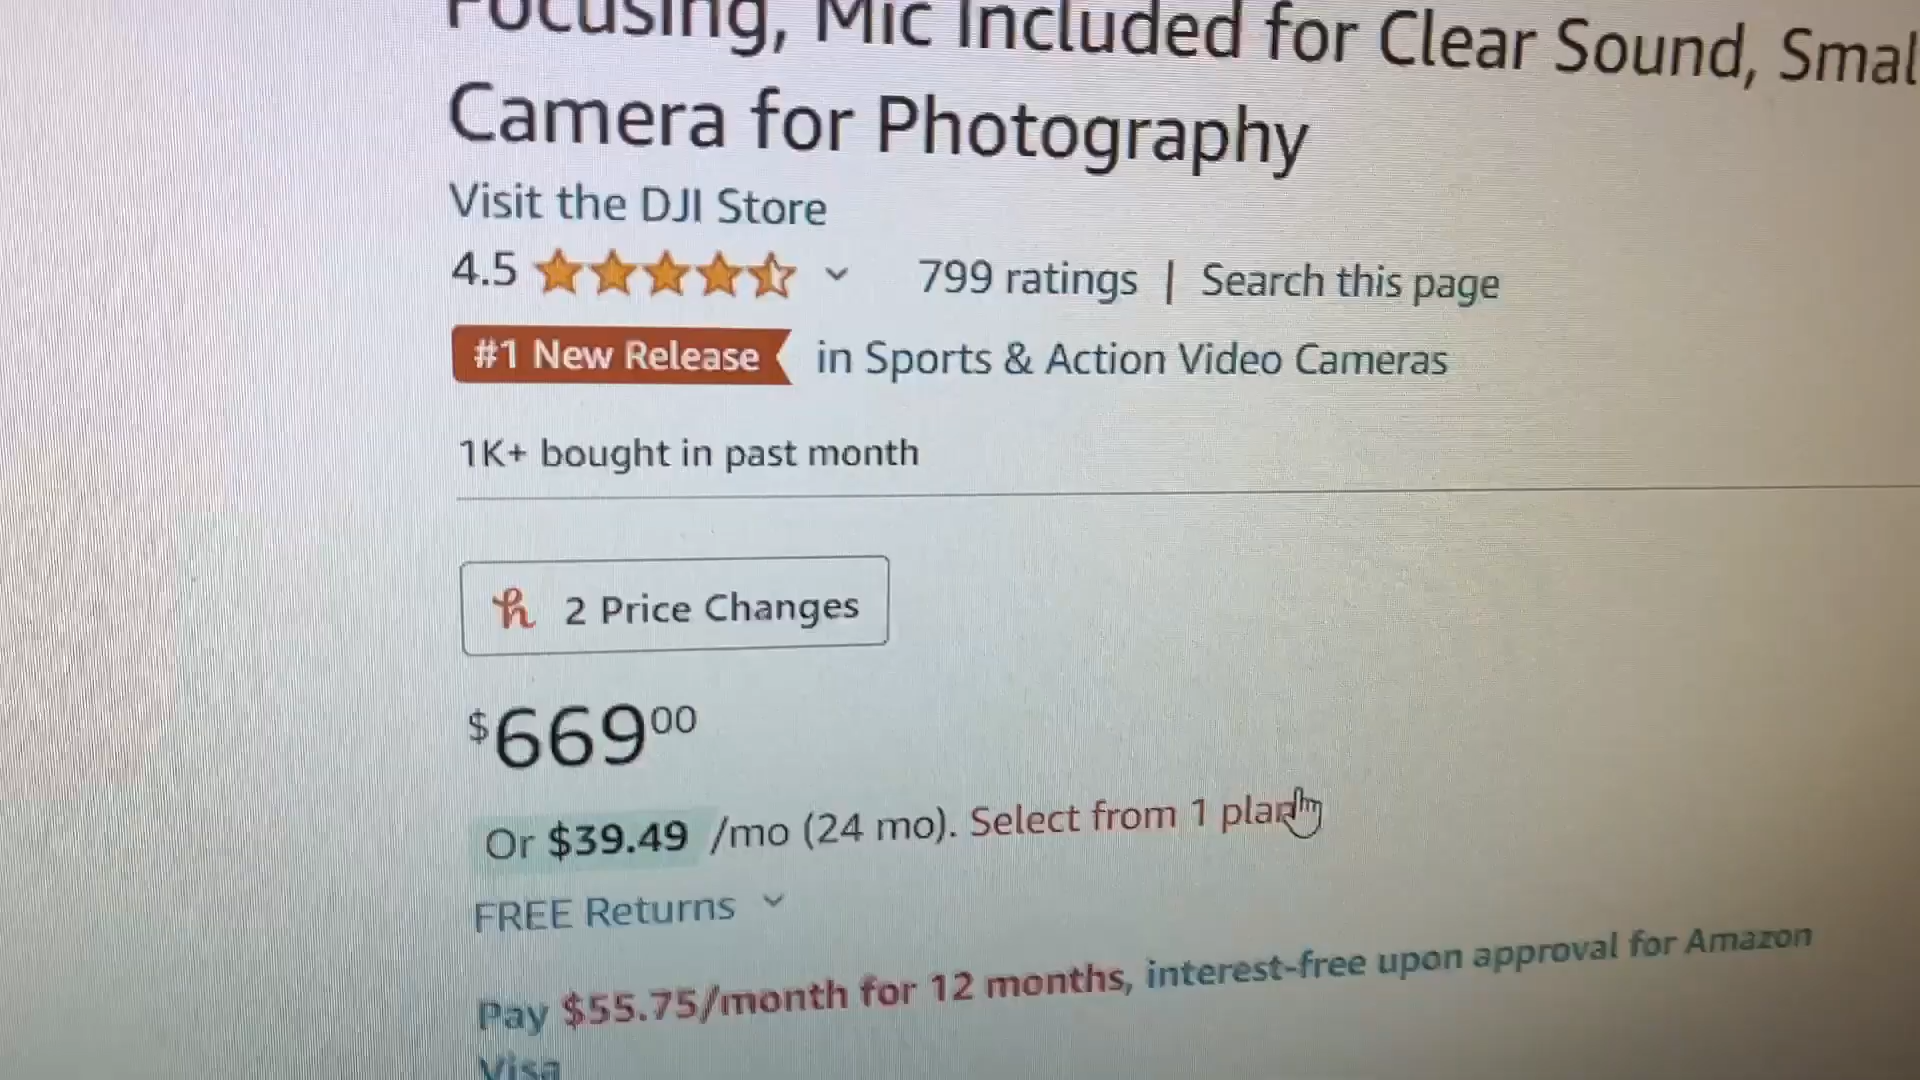 Focusing, Mic Included for Clear Sound, Smal
Camera for Photography
Visit the DJI Store
4.5 799 ratings | Search this page
#1 New Release in Sports & Action Video Cameras
1K+ bought in past month
h 2 Price Changes
$66900
Or $39.49 /mo (24 mo). Select from 1 plan
FREE Returns
Pay $55.75/month for 12 months, interest-free upon approval for Amazon
Visa